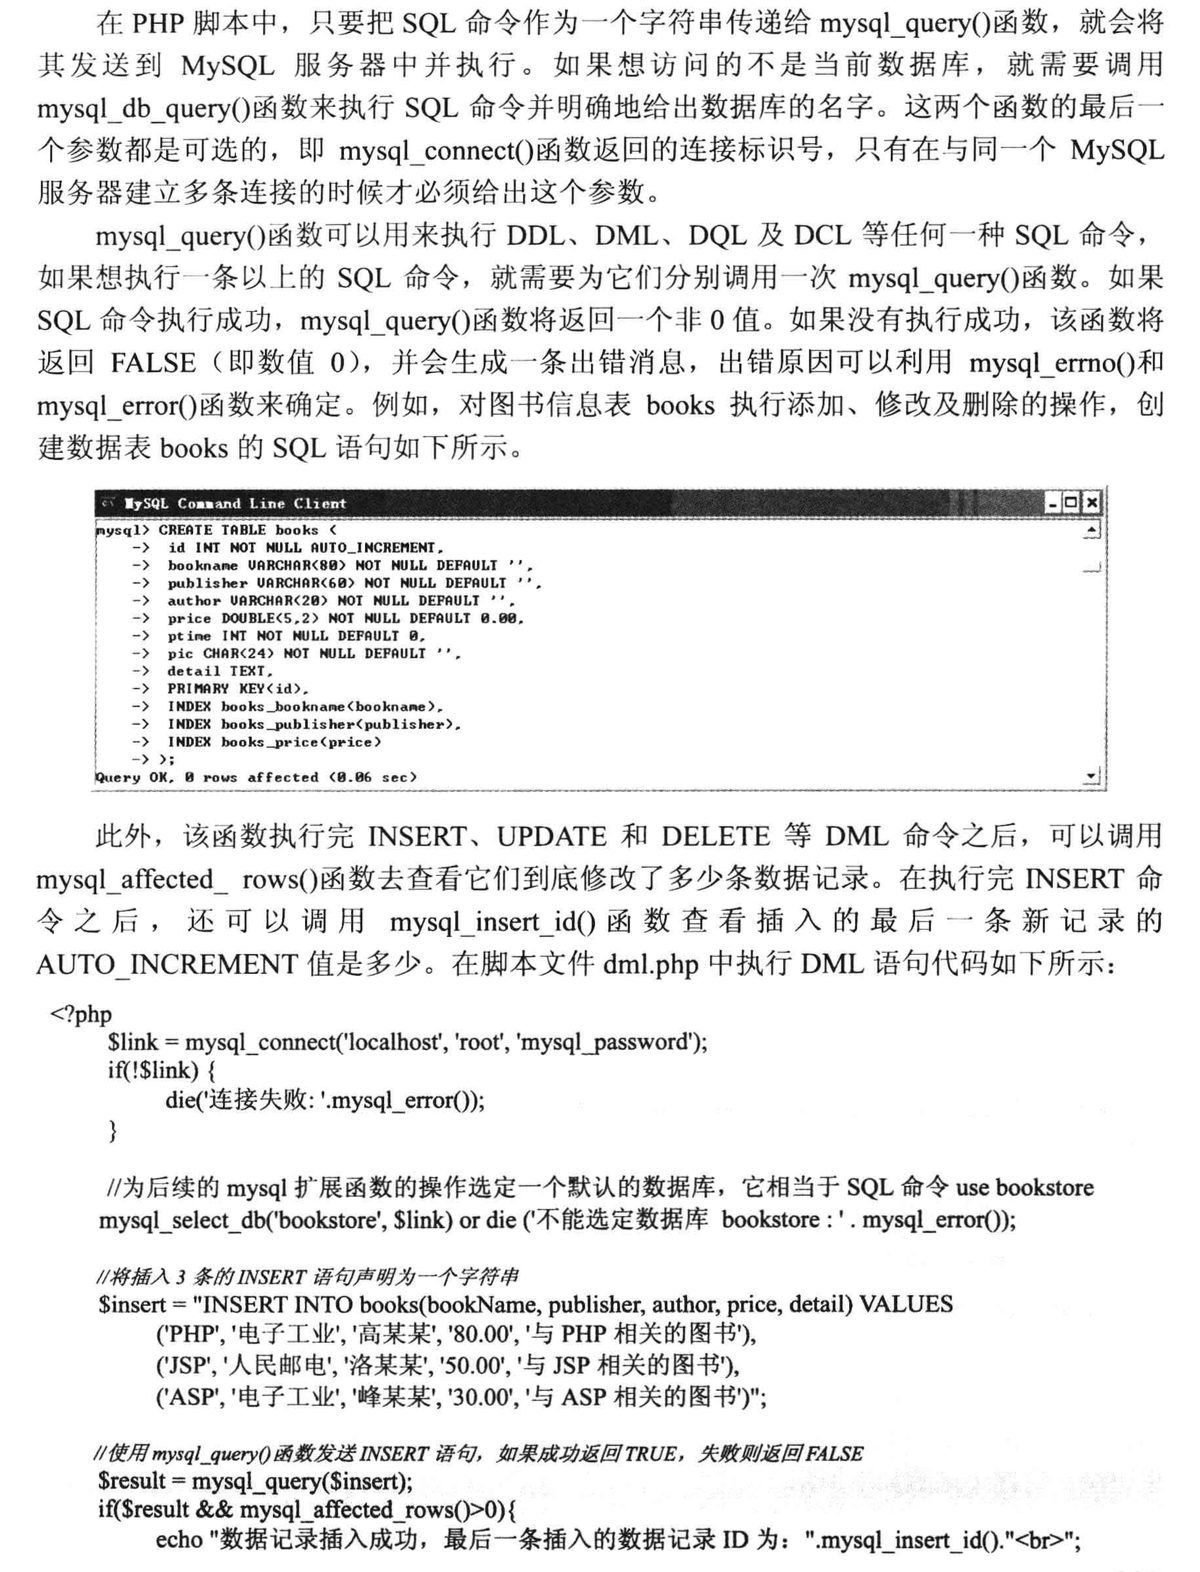 在 PHP 脚本中，只要把 SQL 命令作为一个字符串传递给 mysql_query()函数，就会将
其发送到 MySQL 服务器中并执行。如果想访问的不是当前数据库，就需要调用
mysql_db_query()函数来执行 SQL 命令并明确地给出数据库的名字。这两个函数的最后一
个参数都是可选的，即 mysql_connect()函数返回的连接标识号，只有在与同一个 MySQL
服务器建立多条连接的时候才必须给出这个参数。
mysql_query()函数可以用来执行 DDL、DML、DQL 及 DCL 等任何一种 SQL 命令，
如果想执行一条以上的 SQL 命令，就需要为它们分别调用一次 mysql_query()函数。如果
SQL 命令执行成功，mysql_query()函数将返回一个非 0 值。如果没有执行成功，该函数将
返回 FALSE（即数值 0），并会生成一条出错消息，出错原因可以利用 mysql_errno()和
mysql_error()函数来确定。例如，对图书信息表 books 执行添加、修改及删除的操作，创
建数据表 books 的 SQL 语句如下所示。
MySQL Command Line Client
mysql> CREATE TABLE books (
-> id INT NOT NULL AUTO_INCREMENT,
-> bookname VARCHAR(80) NOT NULL DEFAULT '',
-> publisher VARCHAR(60) NOT NULL DEFAULT '',
-> author VARCHAR(20) NOT NULL DEFAULT '',
-> price DOUBLE(5,2) NOT NULL DEFAULT 0.00,
-> ptime INT NOT NULL DEFAULT 0,
-> pic CHAR(24) NOT NULL DEFAULT '',
-> detail TEXT,
-> PRIMARY KEY(id),
-> INDEX books_bookname(bookname),
-> INDEX books_publisher(publisher),
-> INDEX books_price(price)
-> );
Query OK, 0 rows affected (0.06 sec)
此外，该函数执行完 INSERT、UPDATE 和 DELETE 等 DML 命令之后，可以调用
mysql_affected_ rows()函数去查看它们到底修改了多少条数据记录。在执行完 INSERT 命
令之后，还可以调用 mysql_insert_id()函数查看插入的最后一条新记录的
AUTO_INCREMENT 值是多少。在脚本文件 dml.php 中执行 DML 语句代码如下所示：
<?php
$link = mysql_connect('localhost', 'root', 'mysql_password');
if(!$link) {
die('连接失败: '.mysql_error());
}
//为后续的 mysql 扩展函数的操作选定一个默认的数据库，它相当于 SQL 命令 use bookstore
mysql_select_db('bookstore', $link) or die ('不能选定数据库 bookstore : ' . mysql_error());
//将插入 3 条的 INSERT 语句声明为一个字符串
$insert = "INSERT INTO books(bookName, publisher, author, price, detail) VALUES
('PHP', '电子工业', '高某某', '80.00', '与 PHP 相关的图书'),
('JSP', '人民邮电', '洛某某', '50.00', '与 JSP 相关的图书'),
('ASP', '电子工业', '峰某某', '30.00', '与 ASP 相关的图书')";
//使用 mysql_query()函数发送 INSERT 语句，如果成功返回 TRUE，失败则返回 FALSE
$result = mysql_query($insert);
if($result && mysql_affected_rows()>0){
echo "数据记录插入成功，最后一条插入的数据记录 ID 为：".mysql_insert_id()."<br>";